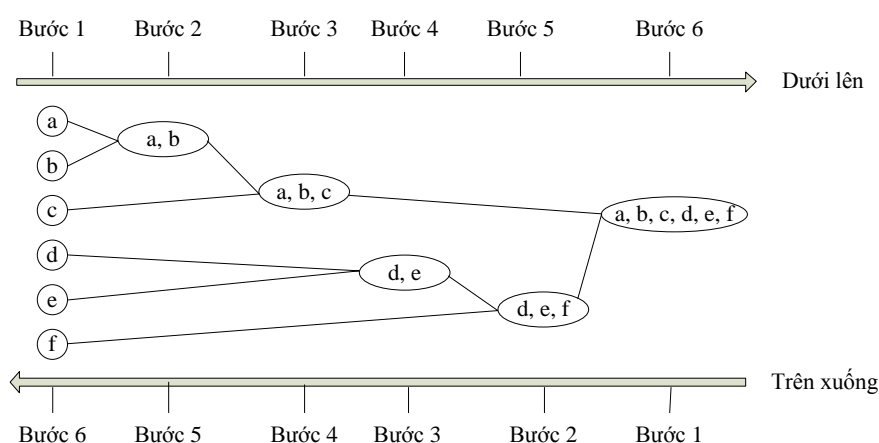 Bước 1 Bước 2 Bước 3 Bước 4 Bước 5 Bước 6
Dưới lên
a
a, b
b
a, b, c
c
a, b, c, d, e, f
d
d, e
e
d, e, f
f
Trên xuống
Bước 6 Bước 5 Bước 4 Bước 3 Bước 2 Bước 1